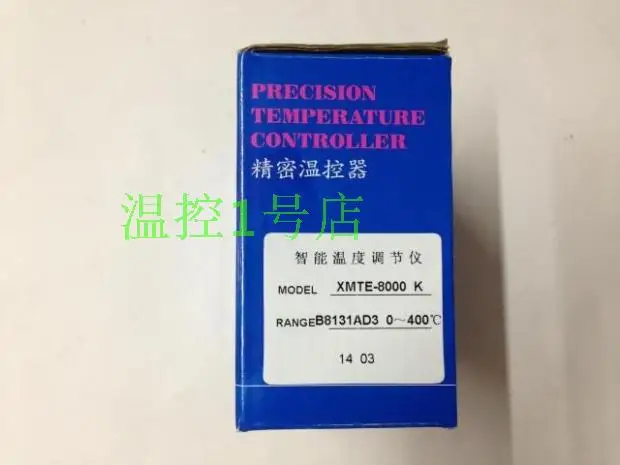 PRECISION
TEMPERATURE
CONTROLLER
精密温控器
温控1号店
智能温度调节仪
MODEL XMTE-8000 K
RANGE B8131AD3 0～400℃
14 03